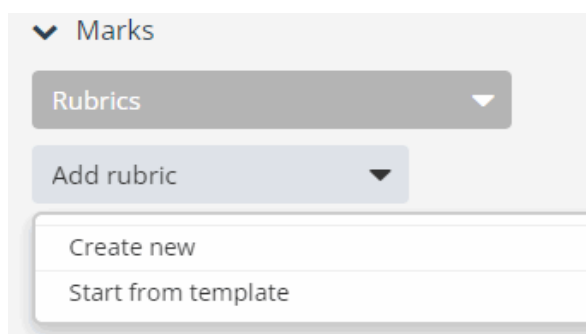 Marks
Rubrics
Add rubric
Create new
Start from template